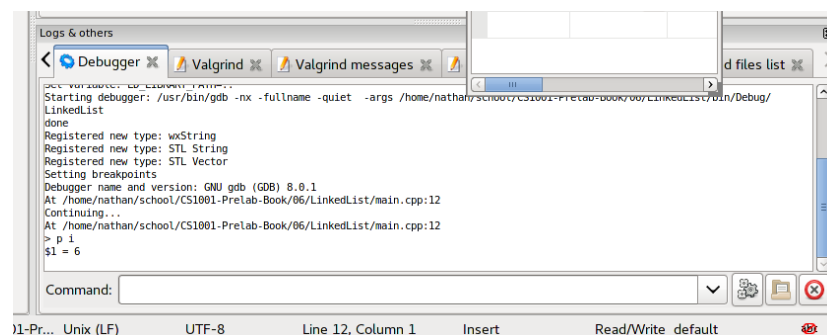 Logs & others
Debugger Valgrind Valgrind messages d files list
Set variable: LD_LIBRARY_PATH=..
Starting debugger: /usr/bin/gdb -nx -fullname -quiet -args /home/nathan/school/CS1001-Prelab-Book/06/LinkedList/bin/Debug/
LinkedList
done
Registered new type: wxString
Registered new type: STL String
Registered new type: STL Vector
Setting breakpoints
Debugger name and version: GNU gdb (GDB) 8.0.1
At /home/nathan/school/CS1001-Prelab-Book/06/LinkedList/main.cpp:12
Continuing...
At /home/nathan/school/CS1001-Prelab-Book/06/LinkedList/main.cpp:12
> p i
$1 = 6
Command:
01-Pr... Unix (LF) UTF-8 Line 12, Column 1 Insert Read/Write default